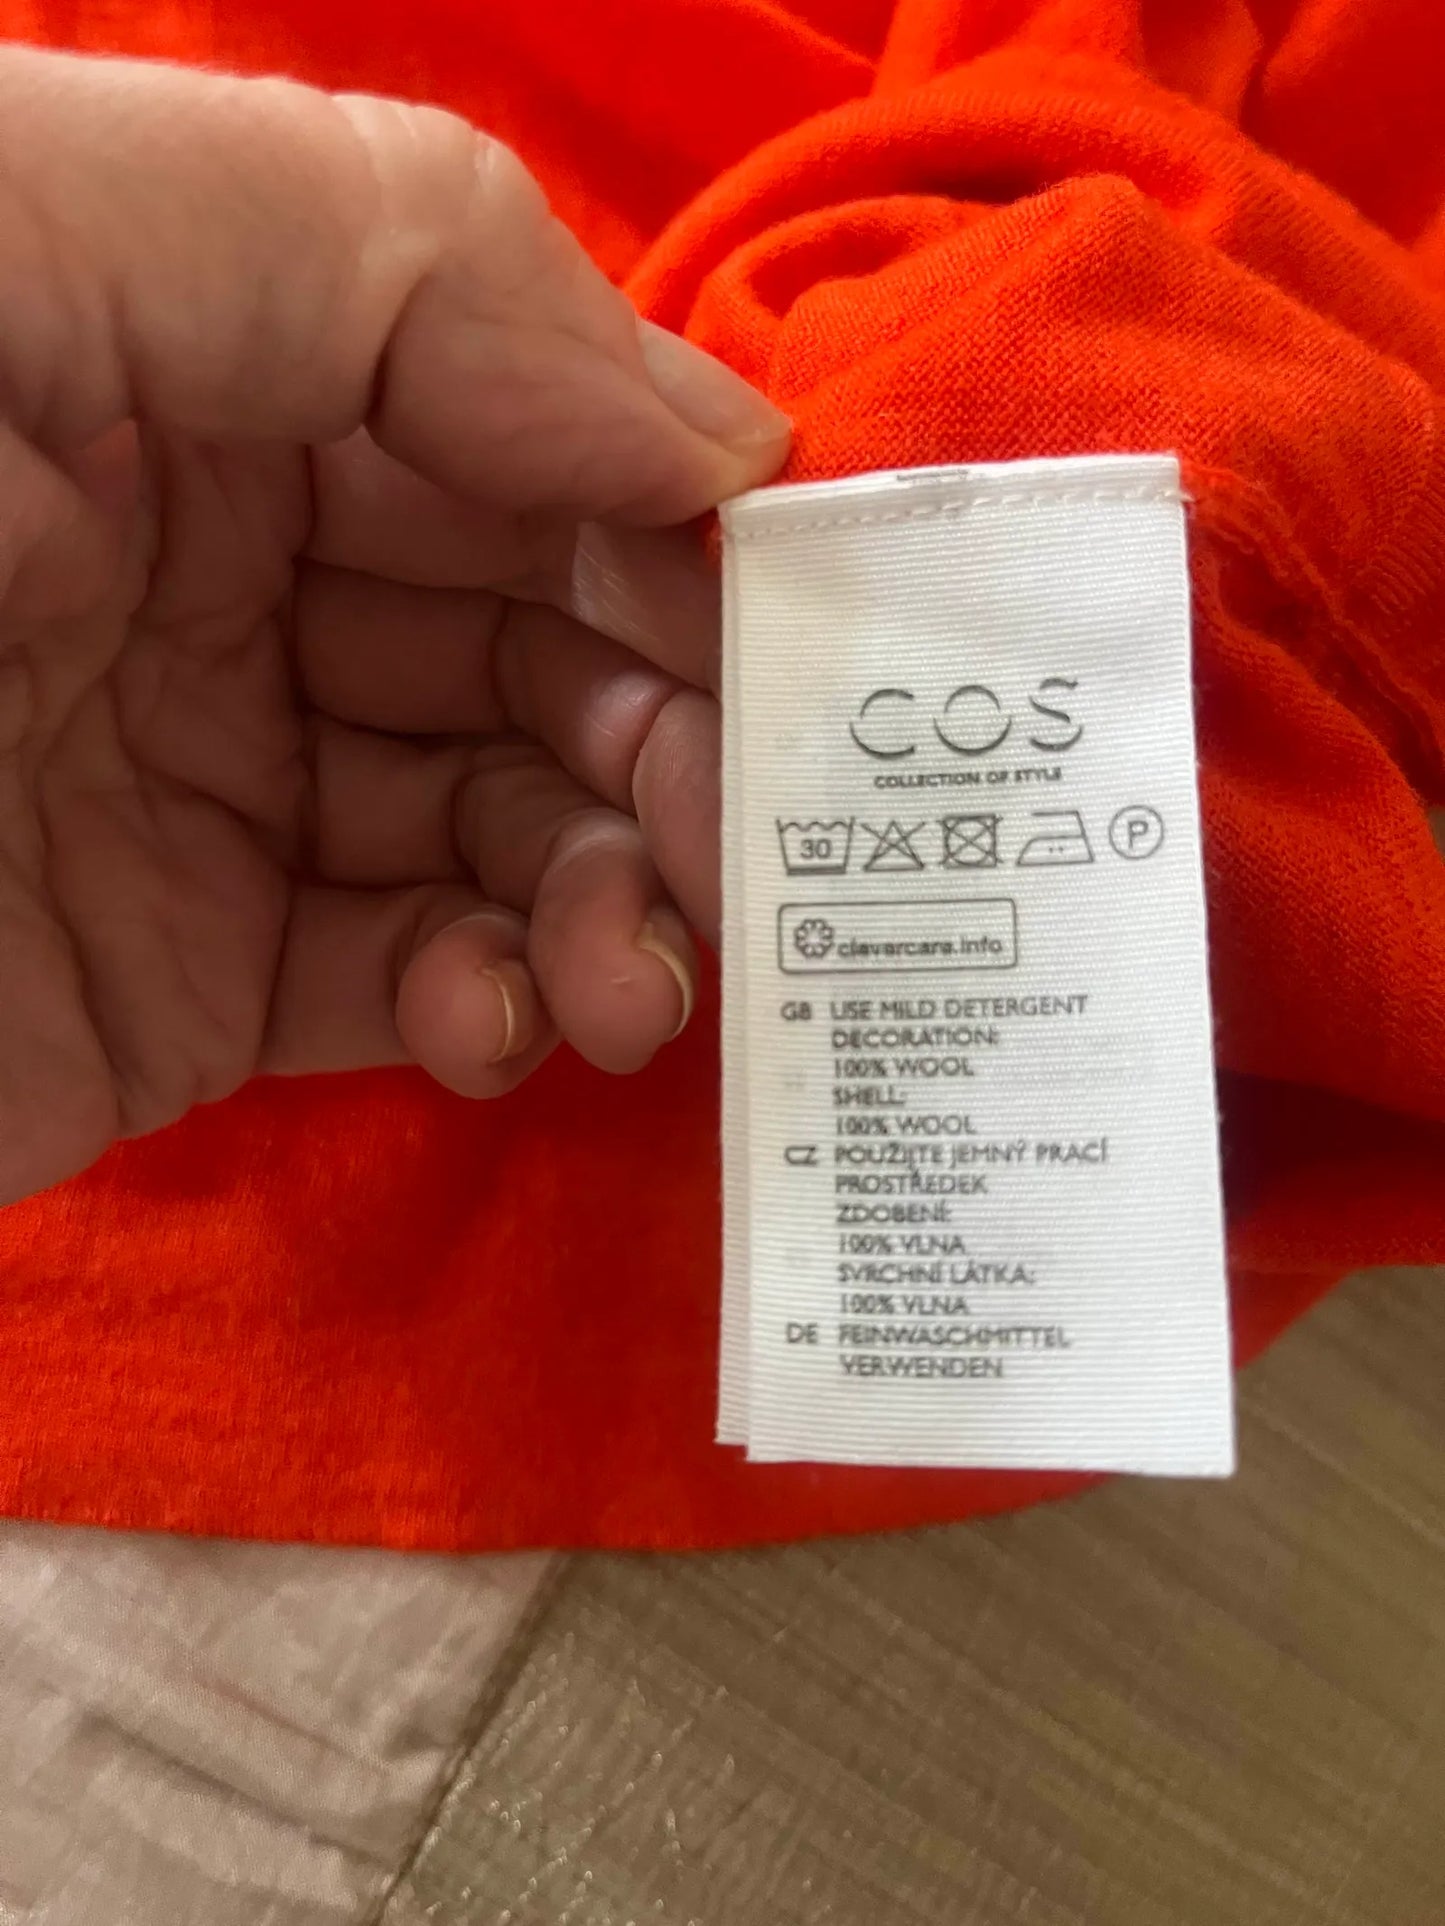 COS
COLLECTION OF STYLE
30
P
clevercare.info
GB USE MILD DETERGENT
DECORATION:
100% WOOL
SHELL:
100% WOOL
CZ POUŽIJTE JEMNÝ PRACÍ
PROSTŘEDEK
ZDOBENÍ:
100% VLNA
SVRCHNÍ LÁTKA:
100% VLNA
DE FEINWASCHMITTEL
VERWENDEN